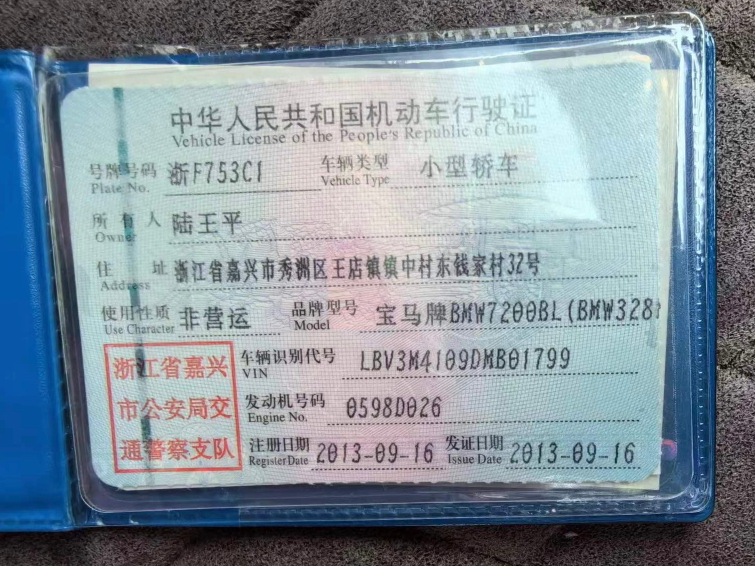 中华人民共和国机动车行驶证
Vehicle License of the People's Republic of China
号牌号码 浙F753C1 车辆类型 小型轿车
Plate No. Vehicle Type
所有人 陆王平
Owner
住址 浙江省嘉兴市秀洲区王店镇镇中村东钱家村32号
Address
使用性质 非营运 品牌型号 宝马牌BMW7200BL(BMW328i
Use Character Model
浙江省嘉兴
市公安局交
通警察支队
车辆识别代号 LBV3M4109DMB01799
VIN
发动机号码 0598D026
Engine No.
注册日期 2013-09-16 发证日期 2013-09-16
Register Date Issue Date